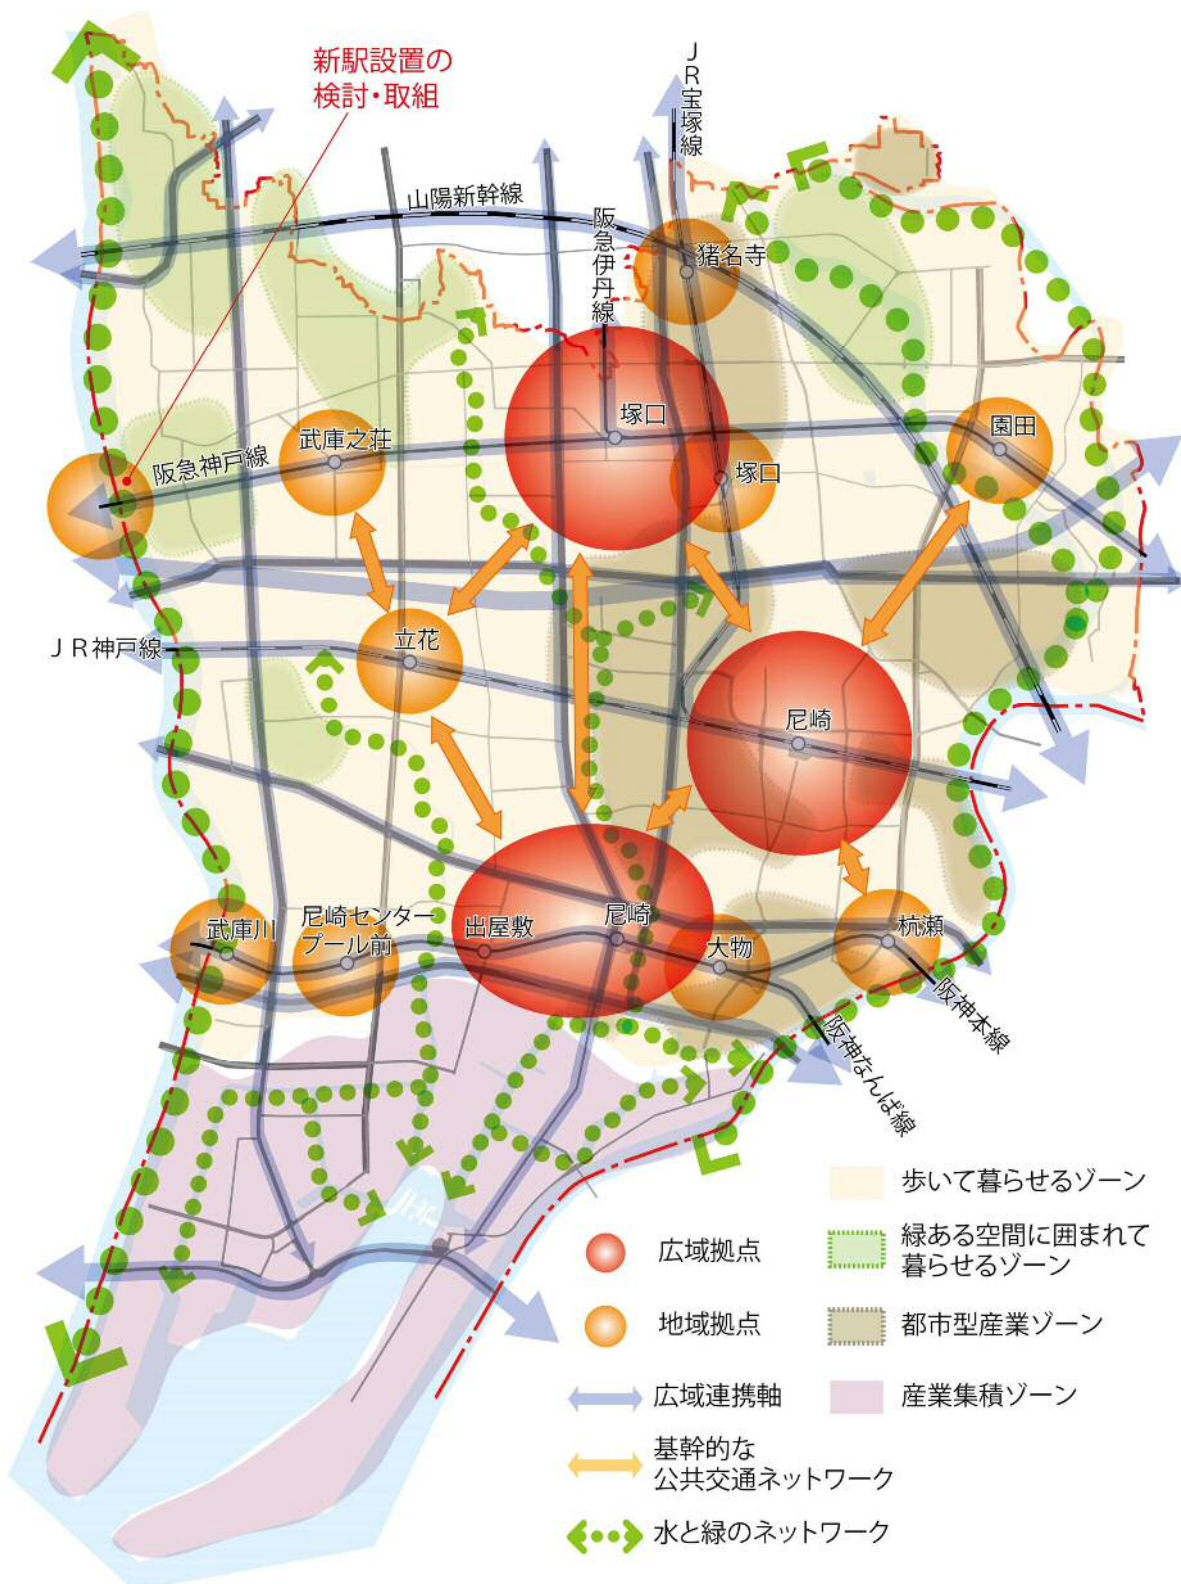 新駅設置の
検討・取組
JR宝塚線
山陽新幹線
阪急伊丹線
猪名寺
塚口
武庫之荘
園田
塚口
阪急神戸線
立花
JR神戸線
尼崎
武庫川
尼崎センター
プール前
出屋敷
尼崎
大物
杭瀬
阪神本線
阪神なんば線
歩いて暮らせるゾーン
広域拠点
緑ある空間に囲まれて
暮らせるゾーン
地域拠点
都市型産業ゾーン
広域連携軸
産業集積ゾーン
基幹的な
公共交通ネットワーク
水と緑のネットワーク